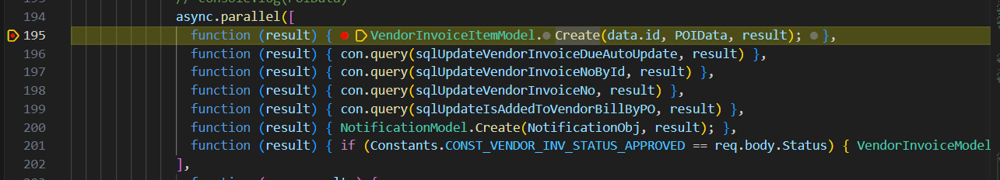 193 // console.log(POIData)
194 async.parallel([
195 function (result) { VendorInvoiceItemModel. Create(data.id, POIData, result); },
196 function (result) { con.query(sqlUpdateVendorInvoiceDueAutoUpdate, result) },
197 function (result) { con.query(sqlUpdateVendorInvoiceNoById, result) },
198 function (result) { con.query(sqlUpdateVendorInvoiceNo, result) },
199 function (result) { con.query(sqlUpdateIsAddedToVendorBillByPO, result) },
200 function (result) { NotificationModel.Create(NotificationObj, result); },
201 function (result) { if (Constants.CONST_VENDOR_INV_STATUS_APPROVED == req.body.Status) { VendorInvoiceModel
202 ],